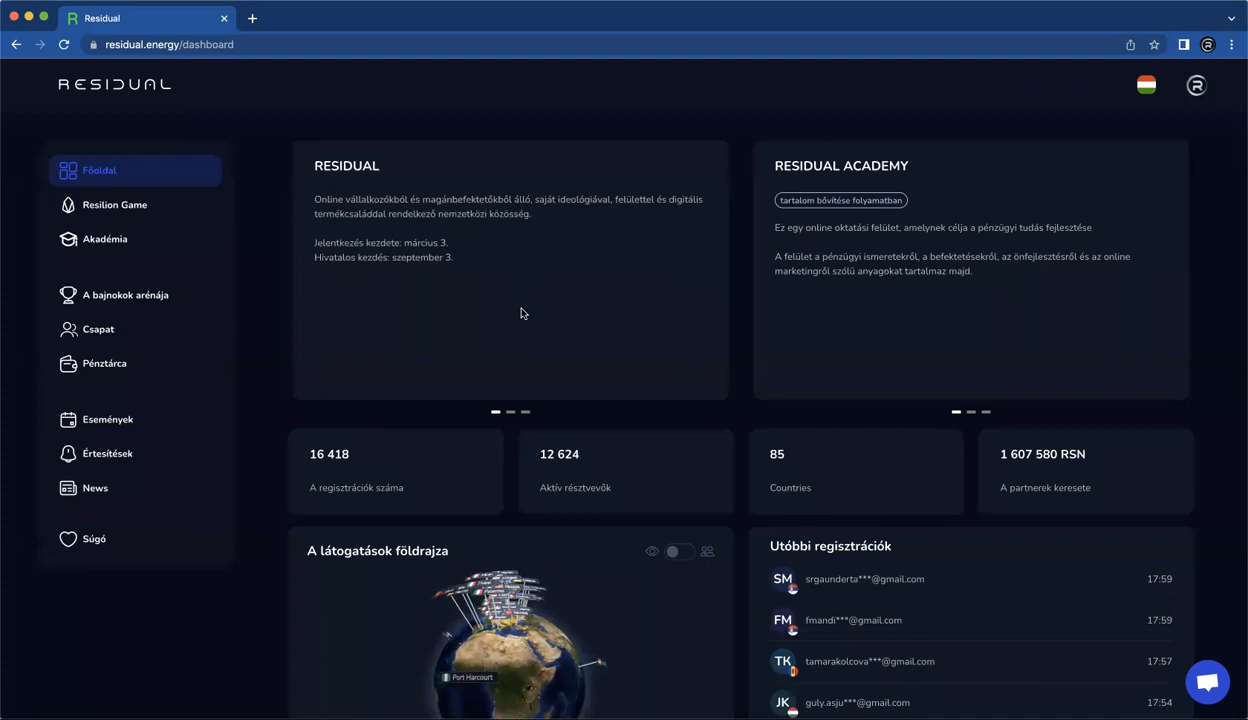 Residual
residual.energy/dashboard
RESIDUAL
Főoldal
Resilion Game
Akadémia
A bajnokok arénája
Csapat
Pénztárca
Események
Értesítések
News
Súgó
RESIDUAL
Online vállalkozókból és magánbefektetőkből álló, saját ideológiával, felülettel és digitális
termékcsaláddal rendelkező nemzetközi közösség.
Jelentkezés kezdete: március 3.
Hivatalos kezdés: szeptember 3.
RESIDUAL ACADEMY
tartalom bővítése folyamatban
Ez egy online oktatási felület, amelynek célja a pénzügyi tudás fejlesztése
A felület a pénzügyi ismeretekről, a befektetésekről, az önfejlesztésről és az online
marketingről szólü anyagokat tartalmaz majd.
16 418
A regisztrációk száma
12 624
Aktív résztvevők
85
Countries
1 607 580 RSN
A partnerek keresete
A látogatások földrajza
Port Harcourt
Utóbbi regisztrációk
SM srgaunderta***@gmail.com 17:59
FM fmandi***@gmail.com 17:59
TK tamarakolcova***@gmail.com 17:57
JK guly.asju***@gmail.com 17:54